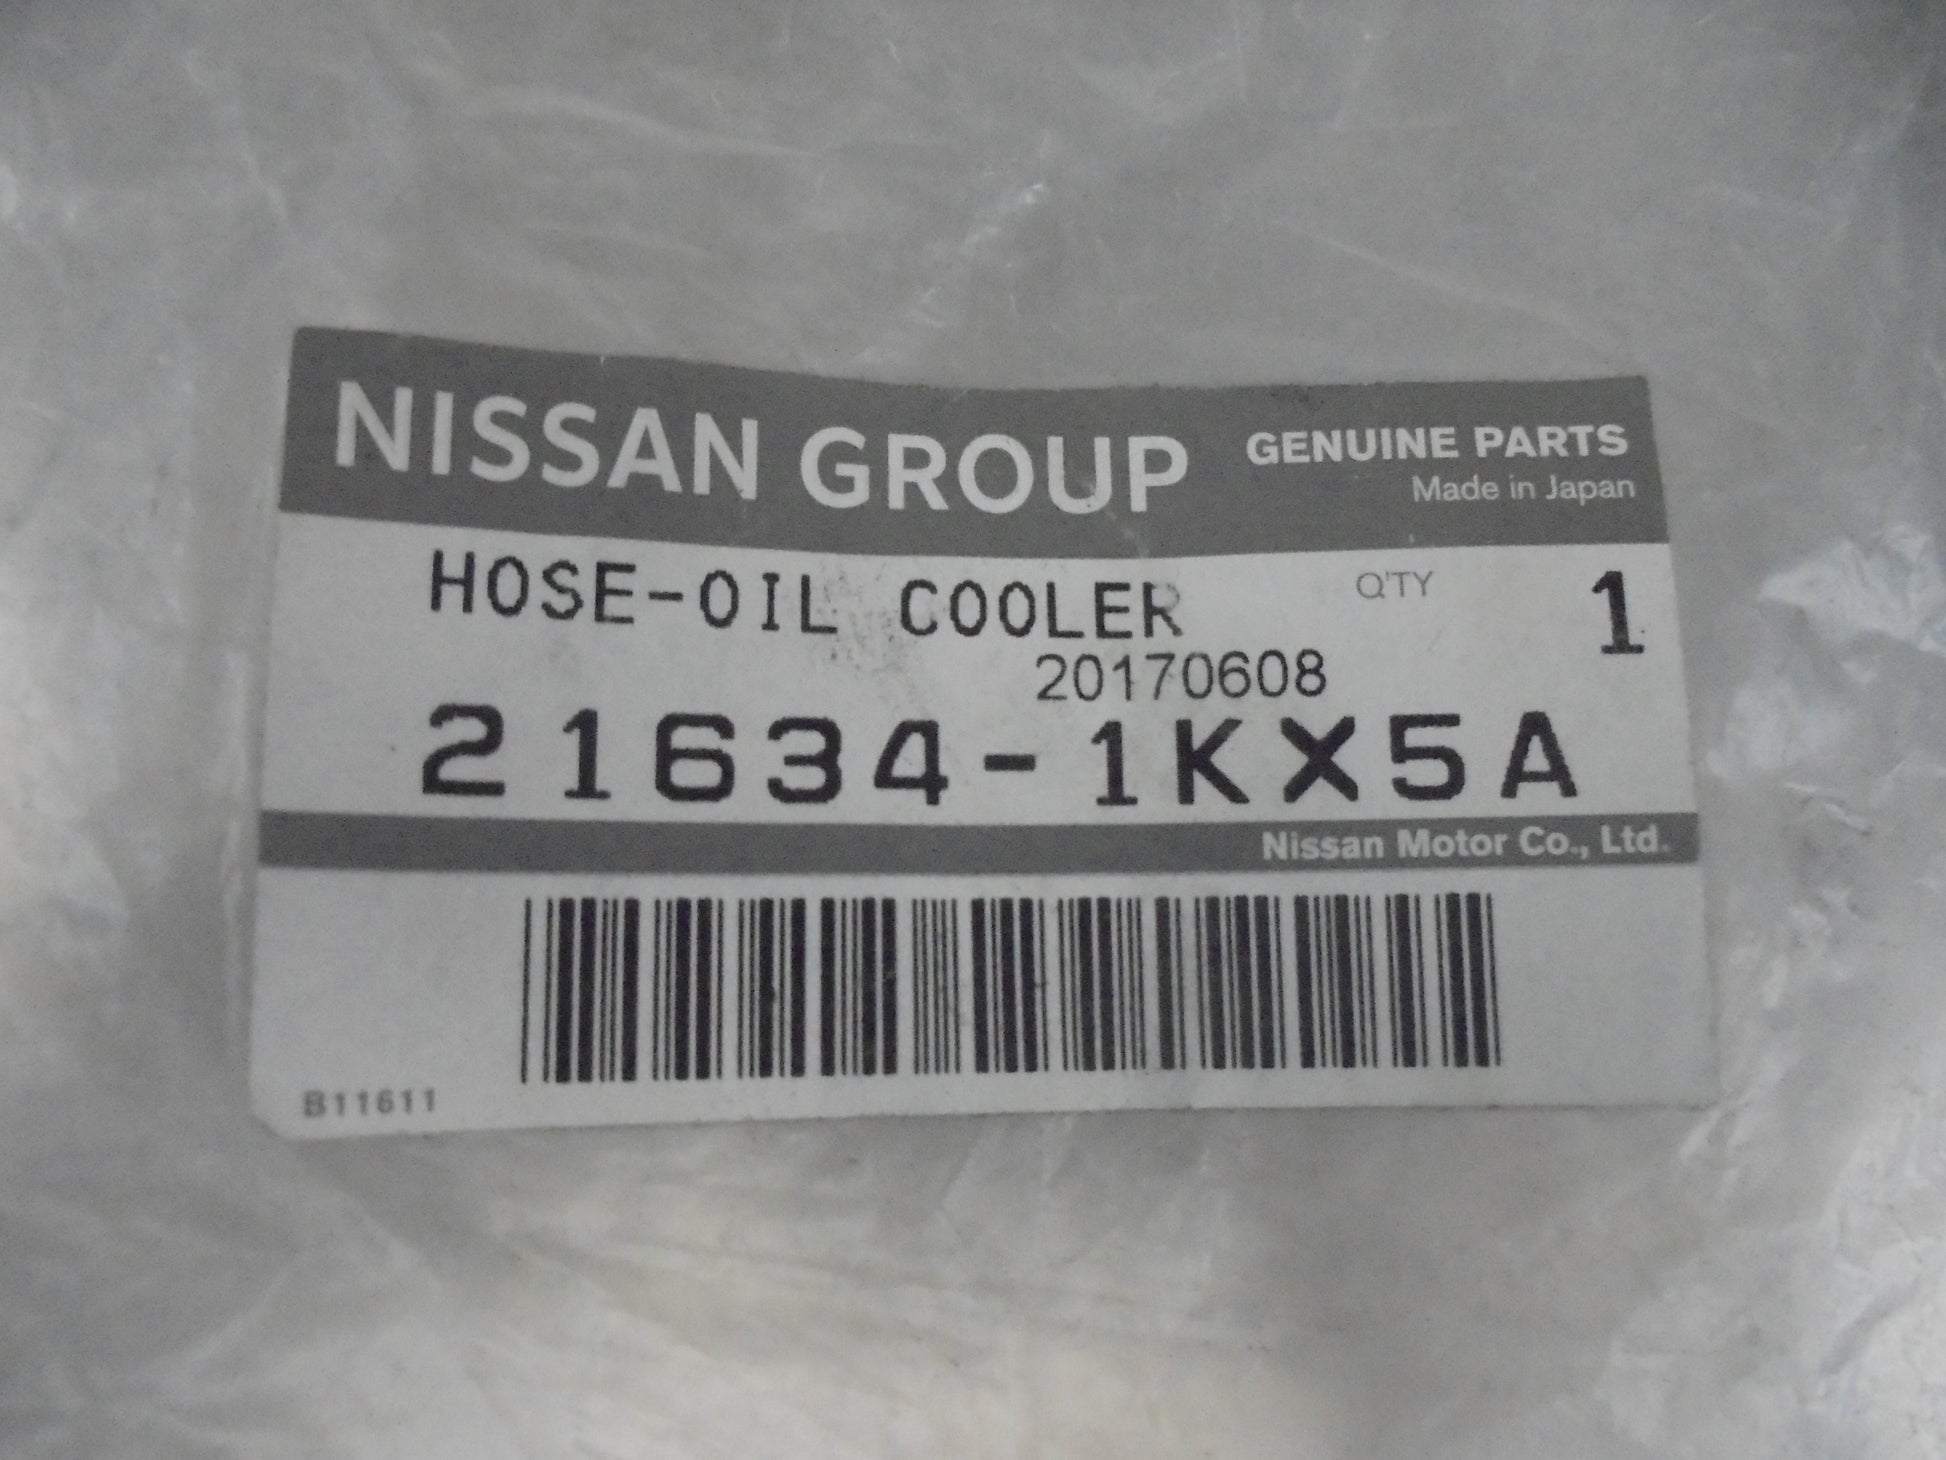 NISSAN GROUP
GENUINE PARTS
Made in Japan
HOSE-OIL COOLER
Q'TY 1
20170608
21634-1KX5A
Nissan Motor Co., Ltd.
B11611